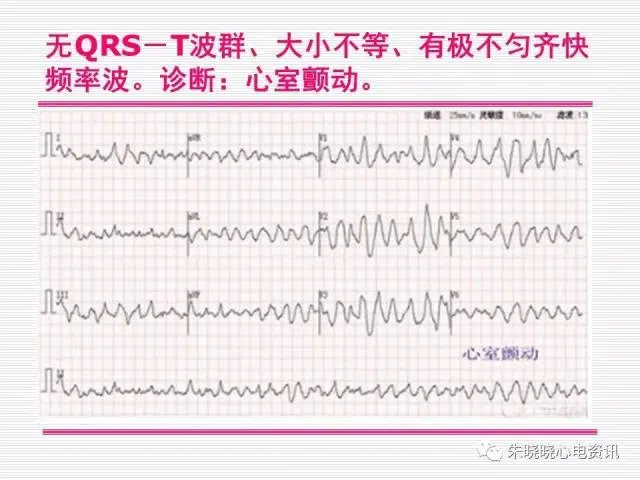 无QRS－T波群、大小不等、有极不匀齐快
频率波。诊断：心室颤动。
纸速： 25mm/s 灵敏度： 10mm/mv 滤波:
I aVR V1 V4
II aVL V2 V5
III aVF V3 V6
心室颤动
II
朱晓晓心电资讯